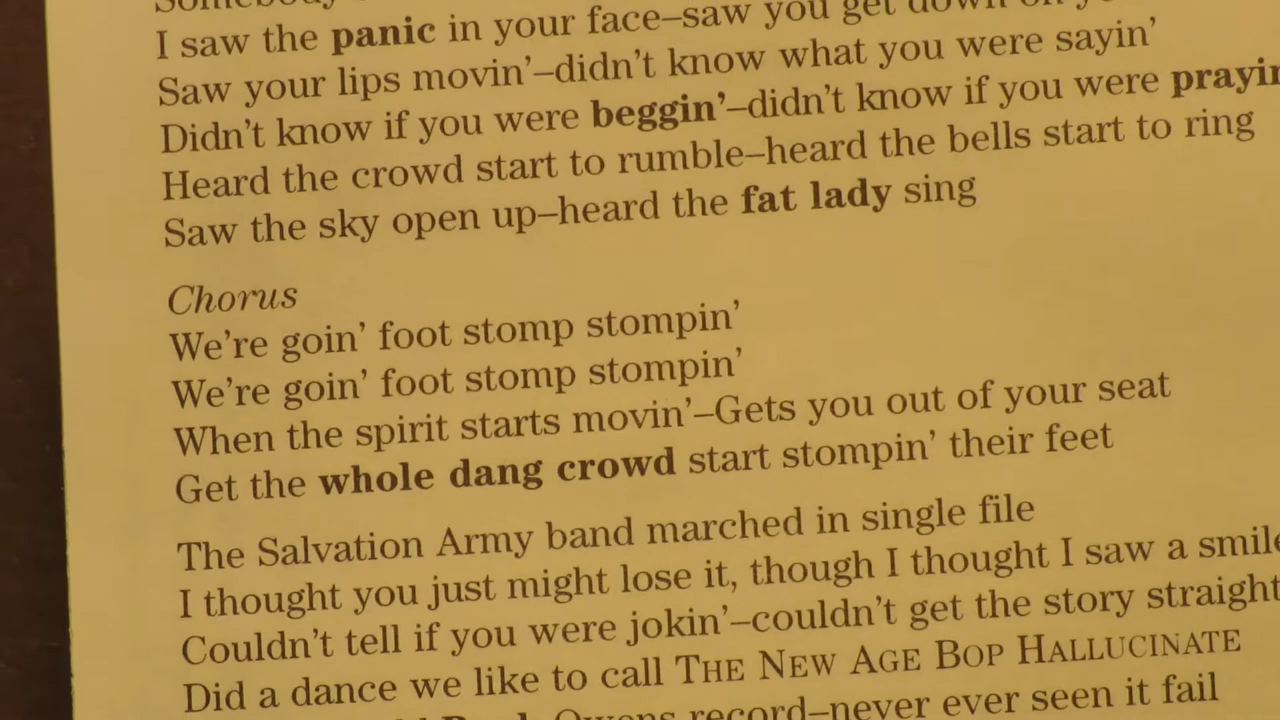 I saw the panic in your face–saw you get down
Saw your lips movin’–didn’t know what you were sayin’
Didn’t know if you were beggin’–didn’t know if you were
Heard the crowd start to rumble–heard the bells start to ring
Saw the sky open up–heard the fat lady sing
Chorus
We’re goin’ foot stomp stompin’
We’re goin’ foot stomp stompin’
When the spirit starts movin’–Gets you out of your seat
Get the whole dang crowd start stompin’ their feet
The Salvation Army band marched in single file
I thought you just might lose it, though I thought I saw a smile
Couldn’t tell if you were jokin’–couldn’t get the story straight
Did a dance we like to call THE NEW AGE BOP HALLUCINATE
Owens record–never ever seen it fail